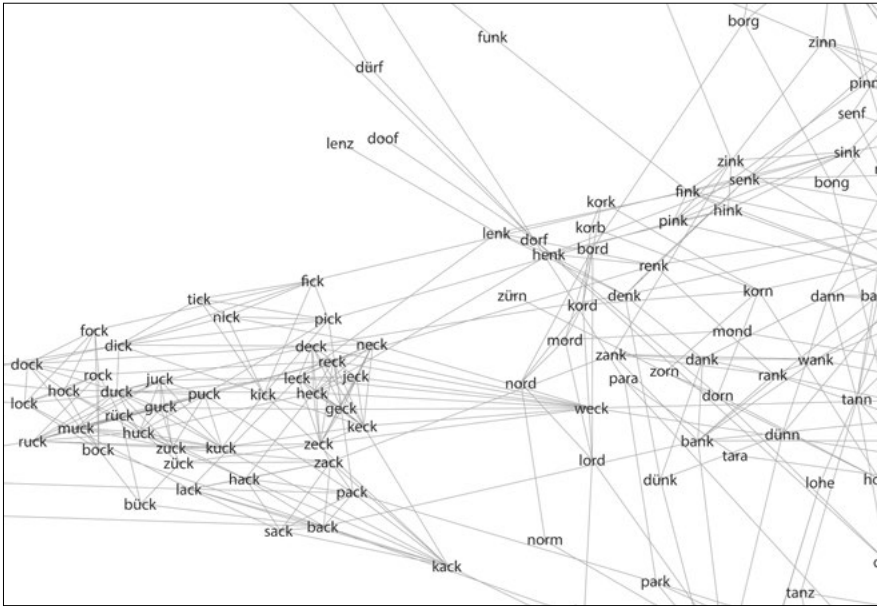 borg
funk
zinn
dürf
pinn
senf
doof
lenz
sink
zink
senk
bong
fink
kork
hink
pink
korb
lenk
dorf
bord
henk
renk
fick
korn
zürn
denk
dann
tick
kord
nick
pick
fock
mond
mord
dick
deck
neck
zank
dank
wank
reck
dock
zorn
rank
rock
juck
leck
jeck
para
nord
hock
duck
puck
kick
heck
dorn
tann
lock
guck
geck
weck
rück
keck
muck
huck
dünn
ruck
zeck
bank
bock
zuck
kuck
tara
zück
zack
lord
hack
dünk
lohe
lack
pack
bück
back
sack
norm
kack
park
tanz